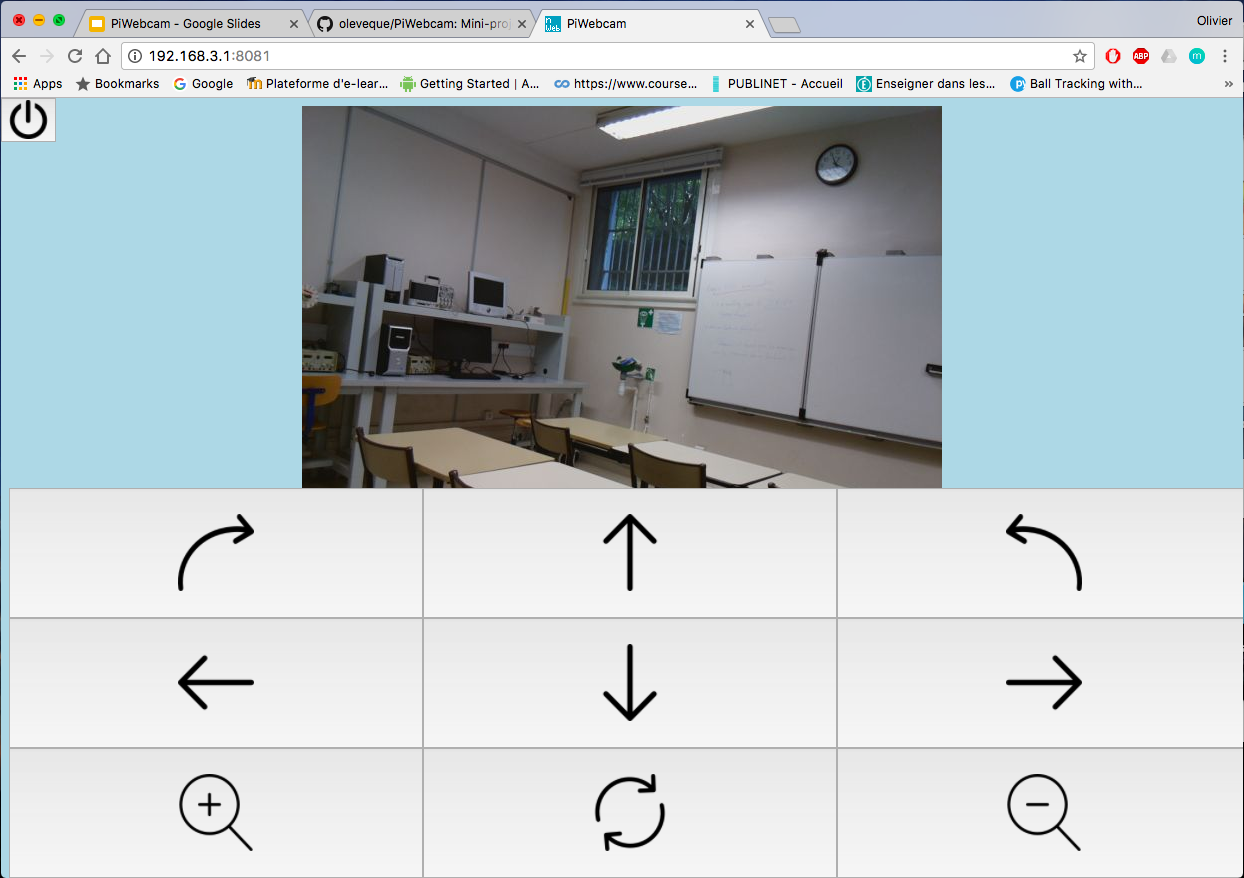 PiWebcam - Google Slides
oleveque/PiWebcam: Mini-proj
PiWebcam
Olivier
192.168.3.1:8081
ABP
m
Apps
Bookmarks
Google
Plateforme d'e-lear...
Getting Started | A...
https://www.course...
PUBLINET - Accueil
Enseigner dans les...
Ball Tracking with...